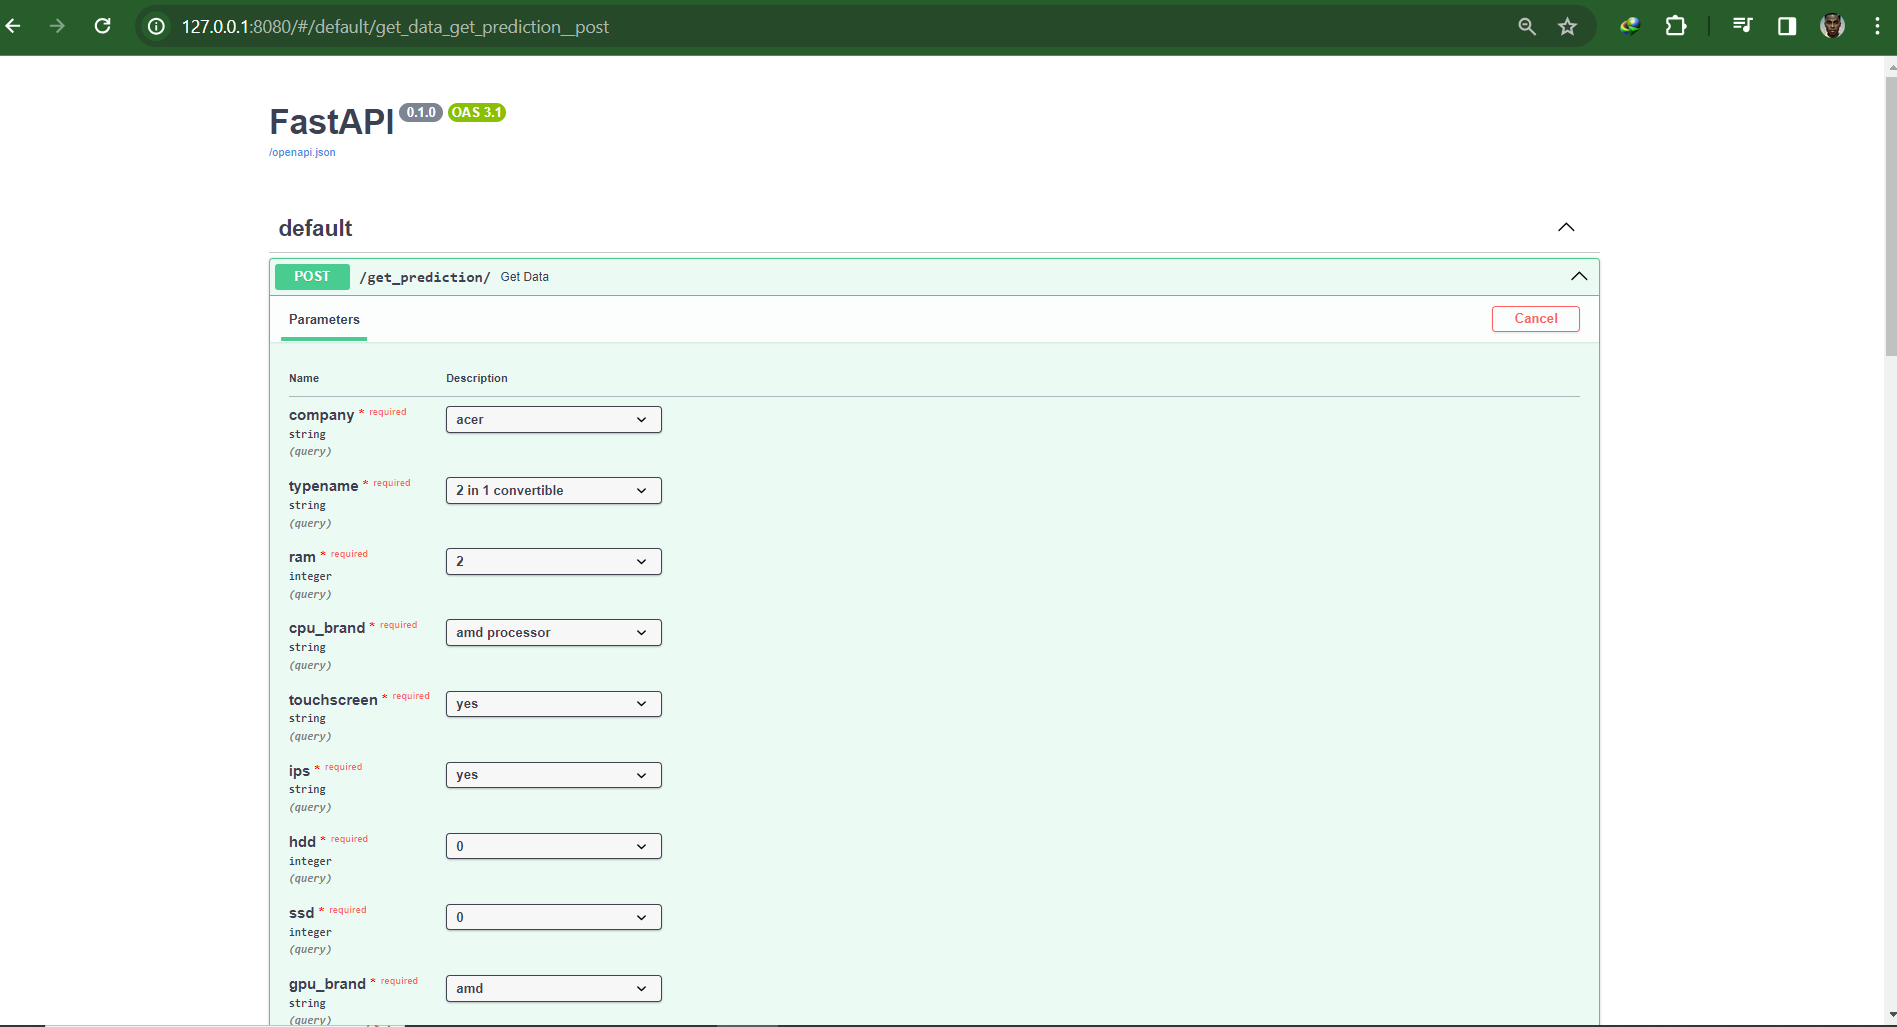 127.0.0.1:8080/#/default/get_data_get_prediction__post
FastAPI 0.1.0 OAS 3.1
/openapi.json
default
POST /get_prediction/ Get Data
Parameters Cancel
Name Description
company * required acer
string
(query)
typename * required 2 in 1 convertible
string
(query)
ram * required 2
integer
(query)
cpu_brand * required amd processor
string
(query)
touchscreen * required yes
string
(query)
ips * required yes
string
(query)
hdd * required 0
integer
(query)
ssd * required 0
integer
(query)
gpu_brand * required amd
string
(query)